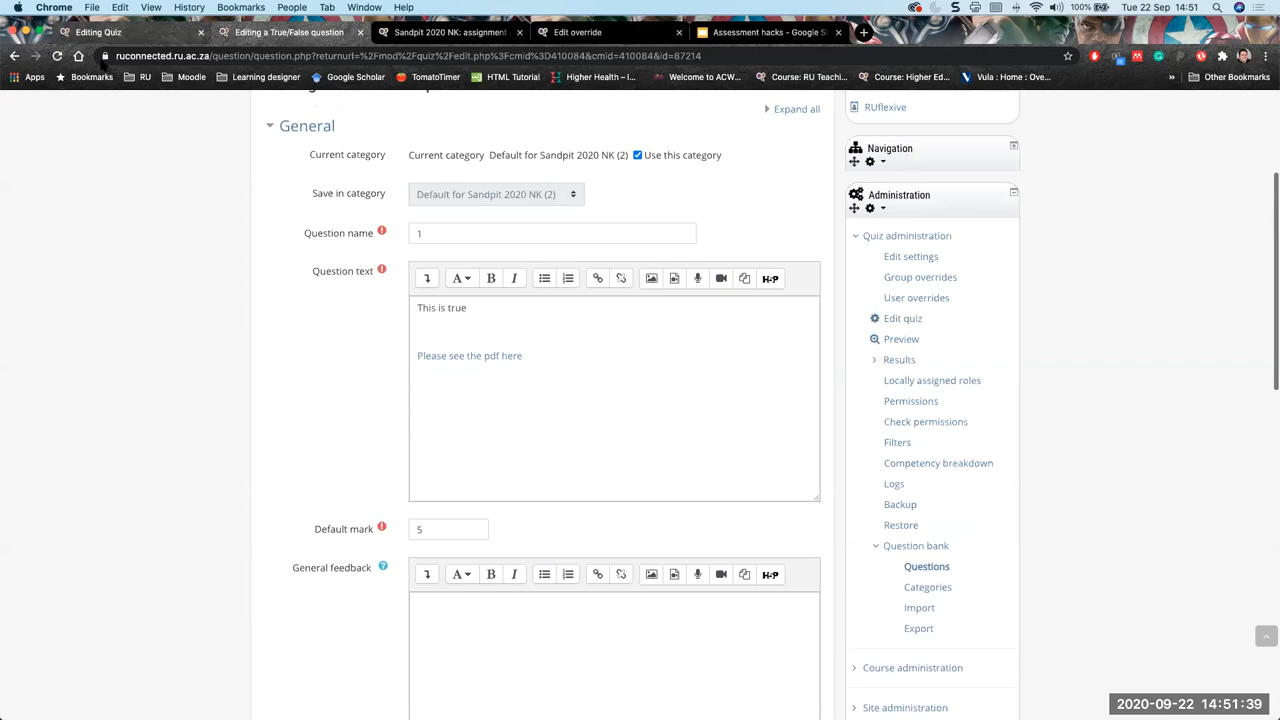 Chrome File Edit View History Bookmarks People Tab Window Help 100% Tue 22 Sep 14:51
Editing Quiz Editing a True/False question Sandpit 2020 NK: assignment Edit override Assessment hacks - Google S
ruconnected.ru.ac.za/question/question.php?returnurl=%2Fmod%2Fquiz%2Fedit.php%3Fcmid%3D410084&cmid=410084&id=87214
Apps Bookmarks RU Moodle Learning designer Google Scholar TomatoTimer HTML Tutorial Higher Health – I... Welcome to ACW... Course: RU Teachi... Course: Higher Ed... Vula : Home : Ove... » Other Bookmarks
Expand all
General
Current category Current category Default for Sandpit 2020 NK (2) Use this category
Save in category Default for Sandpit 2020 NK (2)
Question name 1
Question text
A B I H-P
This is true
Please see the pdf here
Default mark 5
General feedback
A B I H-P
RUflexive
Navigation
Administration
Quiz administration
Edit settings
Group overrides
User overrides
Edit quiz
Preview
Results
Locally assigned roles
Permissions
Check permissions
Filters
Competency breakdown
Logs
Backup
Restore
Question bank
Questions
Categories
Import
Export
Course administration
Site administration
2020-09-22 14:51:39